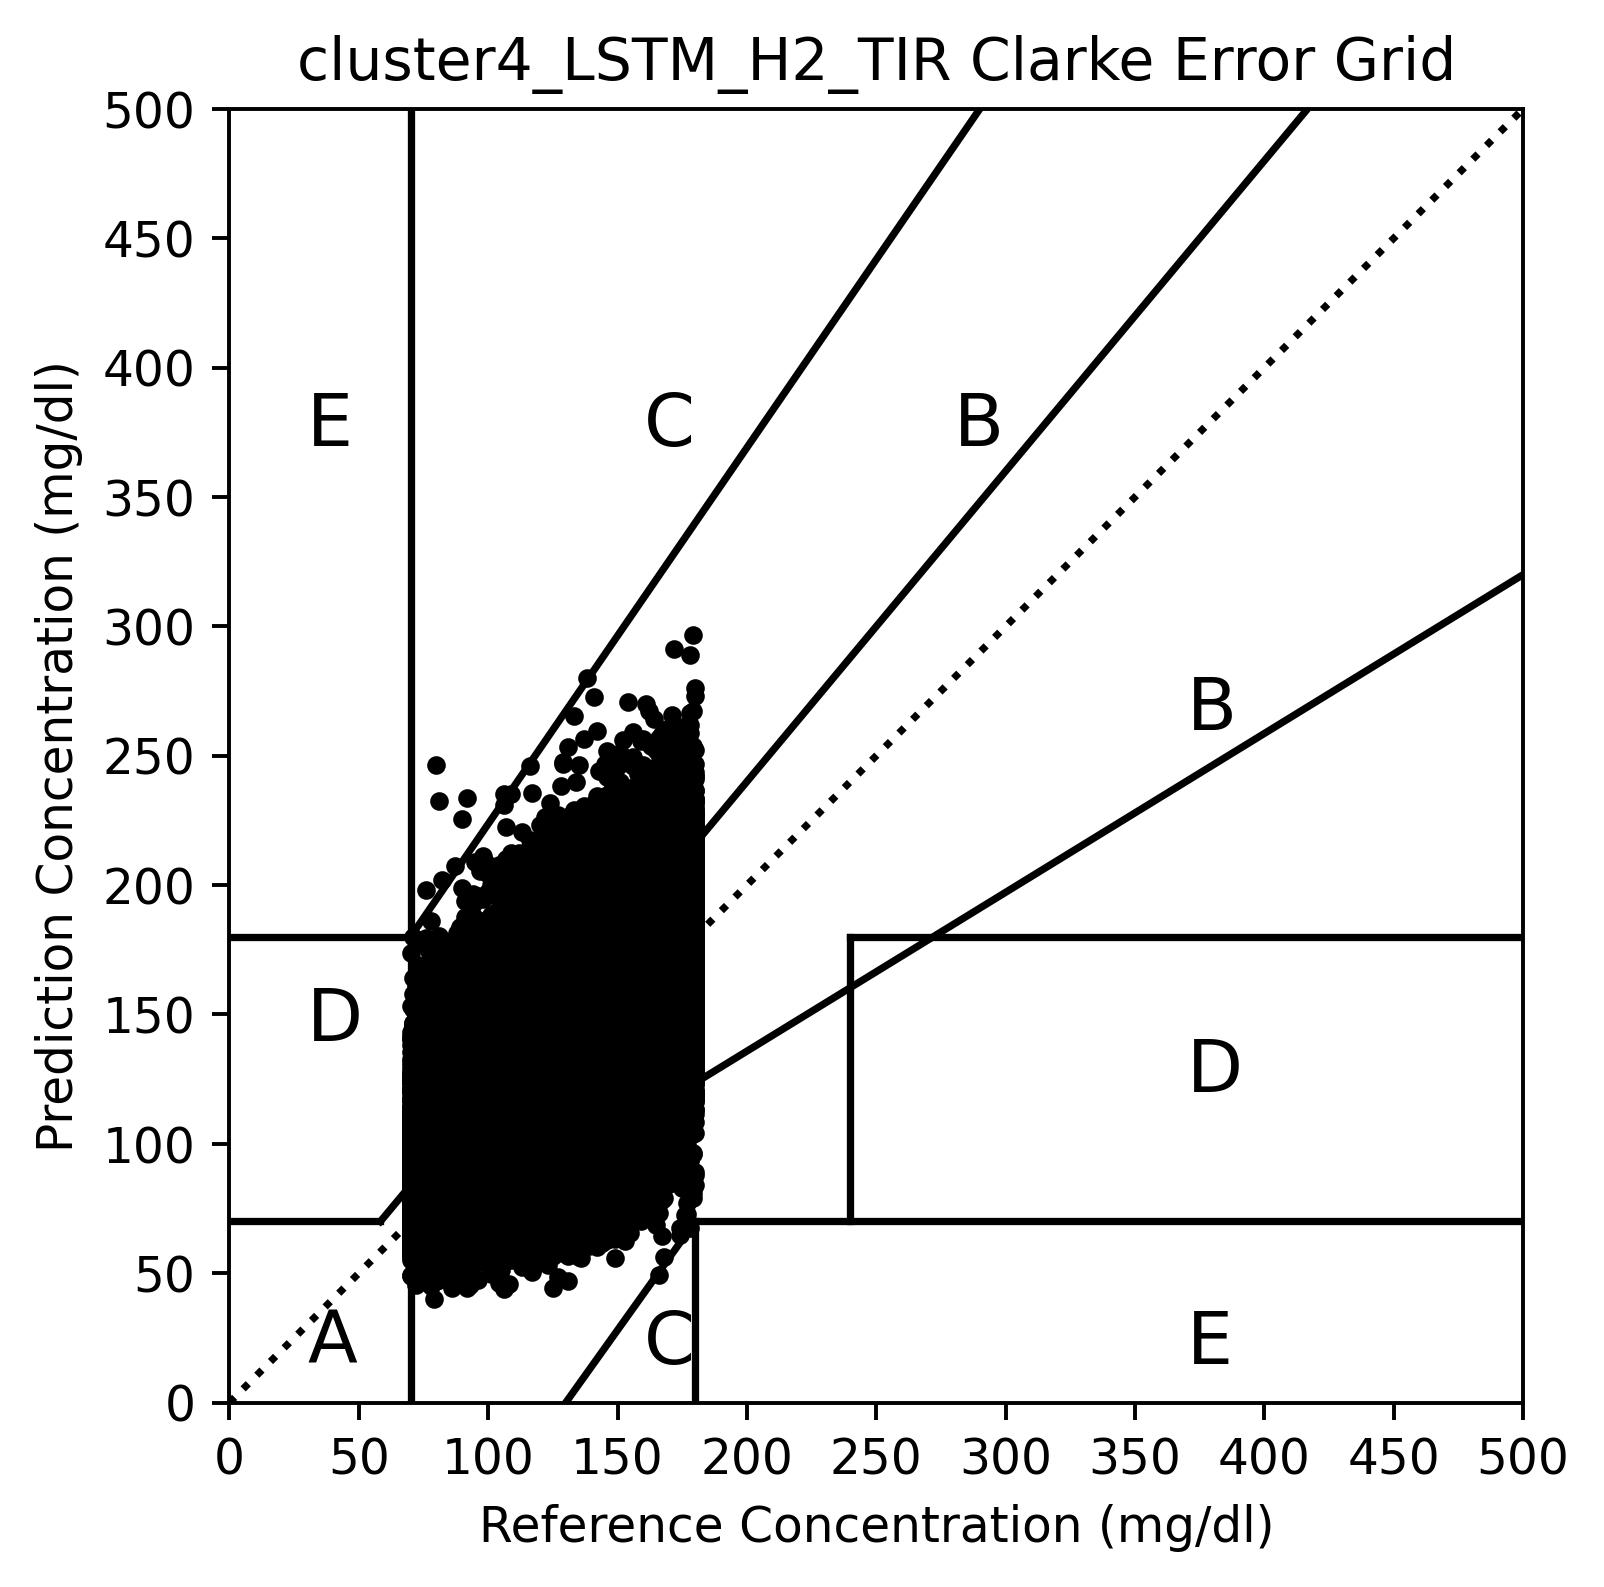 cluster4_LSTM_H2_TIR Clarke Error Grid
Prediction Concentration (mg/dl)
500
450
400
350
300
250
200
150
100
50
0
E
C
B
B
D
D
A
C
E
0 50 100 150 200 250 300 350 400 450 500
Reference Concentration (mg/dl)